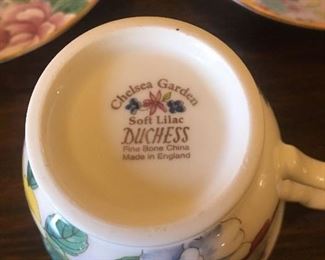 Chelsea Garden
Soft Lilac
DUCHESS
Fine Bone China
Made in England